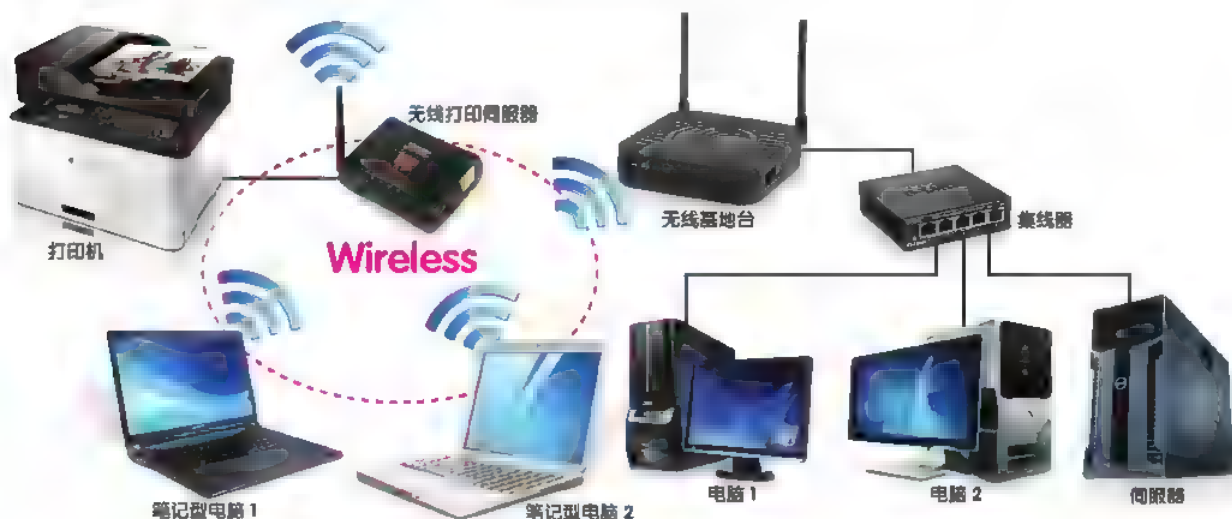 无线打印伺服器
无线基地台
集线器
打印机
Wireless
笔记型电脑 1
笔记型电脑 2
电脑 1
电脑 2
伺服器